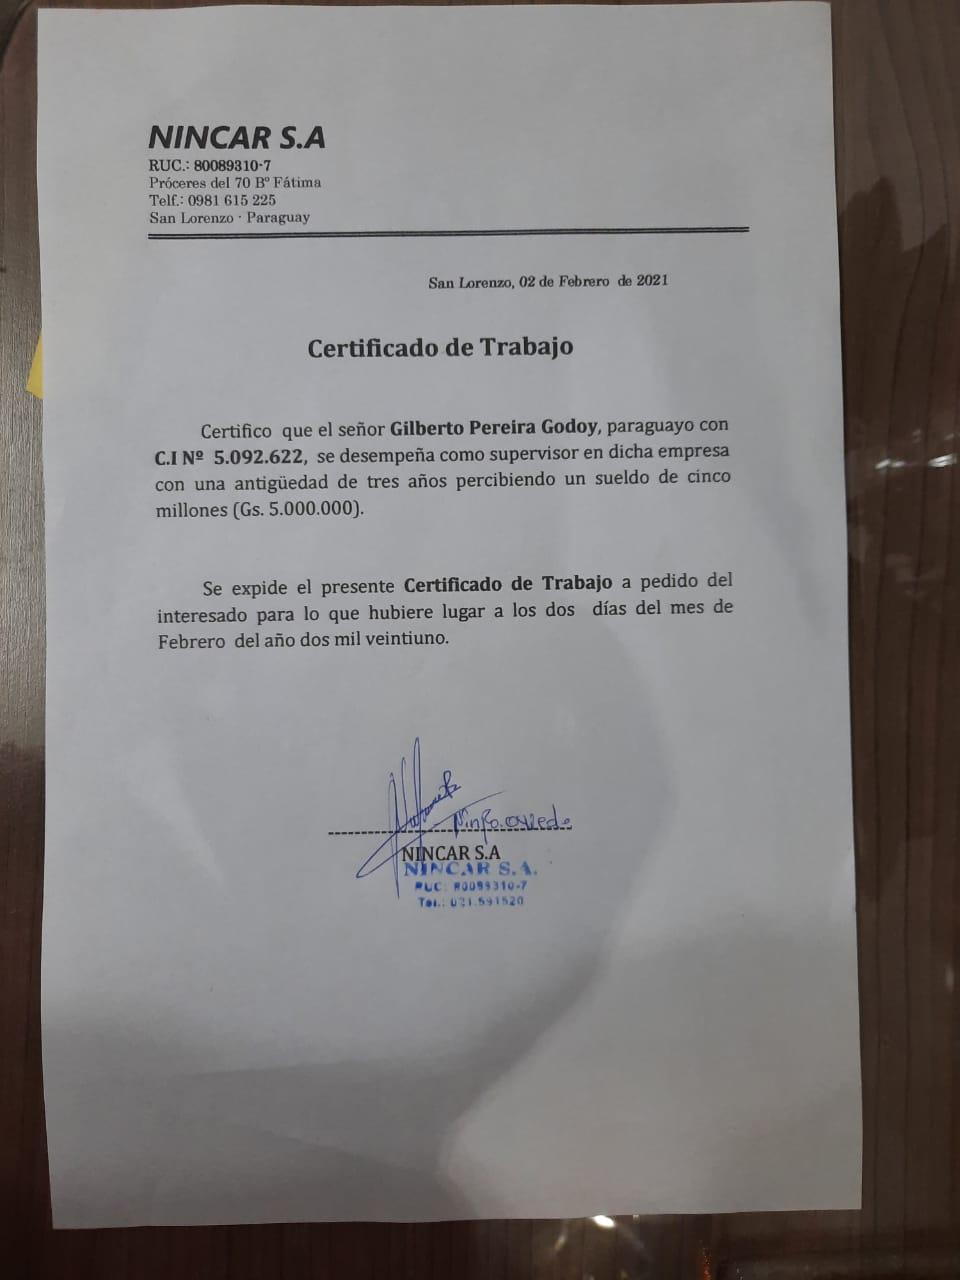 NINCAR S.A
RUC.: 80089310-7
Próceres del 70 Bº Fátima
Telf.: 0981 615 225
San Lorenzo - Paraguay
San Lorenzo, 02 de Febrero de 2021
Certificado de Trabajo
Certifico que el señor Gilberto Pereira Godoy, paraguayo con
C.I Nº 5.092.622, se desempeña como supervisor en dicha empresa
con una antigüedad de tres años percibiendo un sueldo de cinco
millones (Gs. 5.000.000).
Se expide el presente Certificado de Trabajo a pedido del
interesado para lo que hubiere lugar a los dos días del mes de
Febrero del año dos mil veintiuno.
Ninfa Oviedo
NINCAR S.A
NINCAR S.A.
RUC: 80089310-7
Tel.: 021.591520